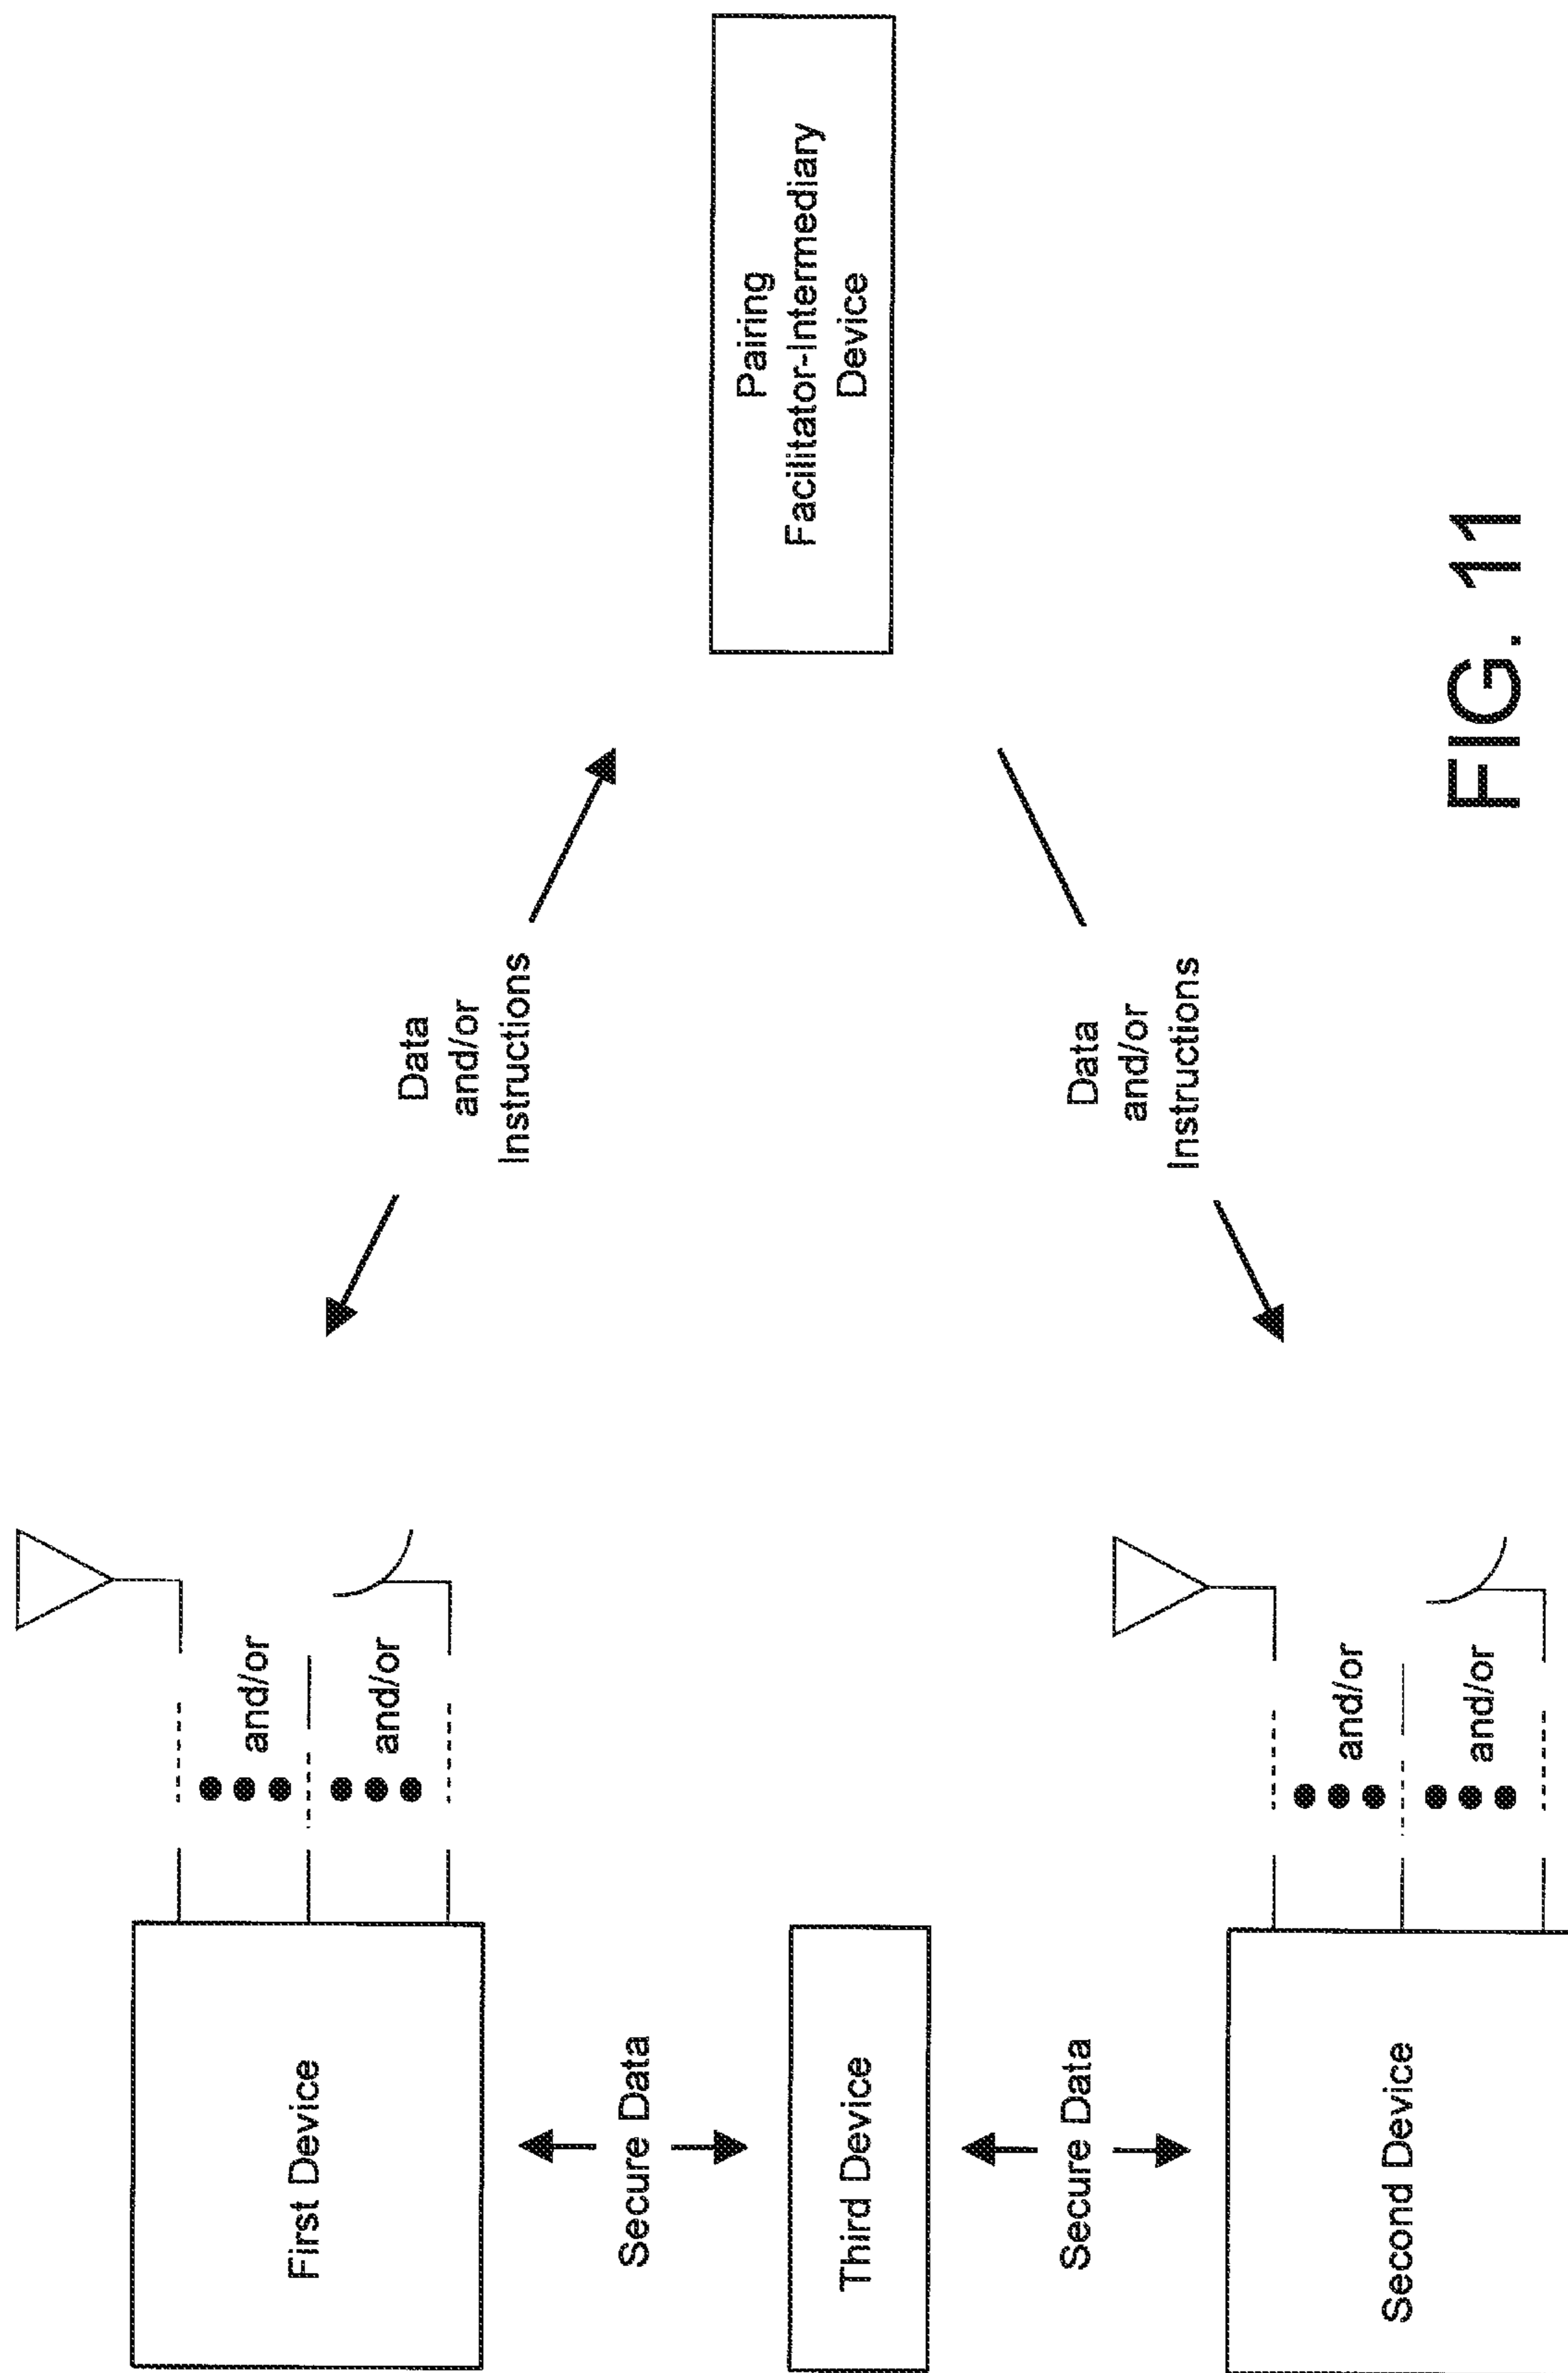 First Device
and/or
and/or
Secure Data
Third Device
Secure Data
Second Device
and/or
and/or
Data
and/or
Instructions
Data
and/or
Instructions
Pairing
Facilitator-Intermediary
Device
FIG. 11